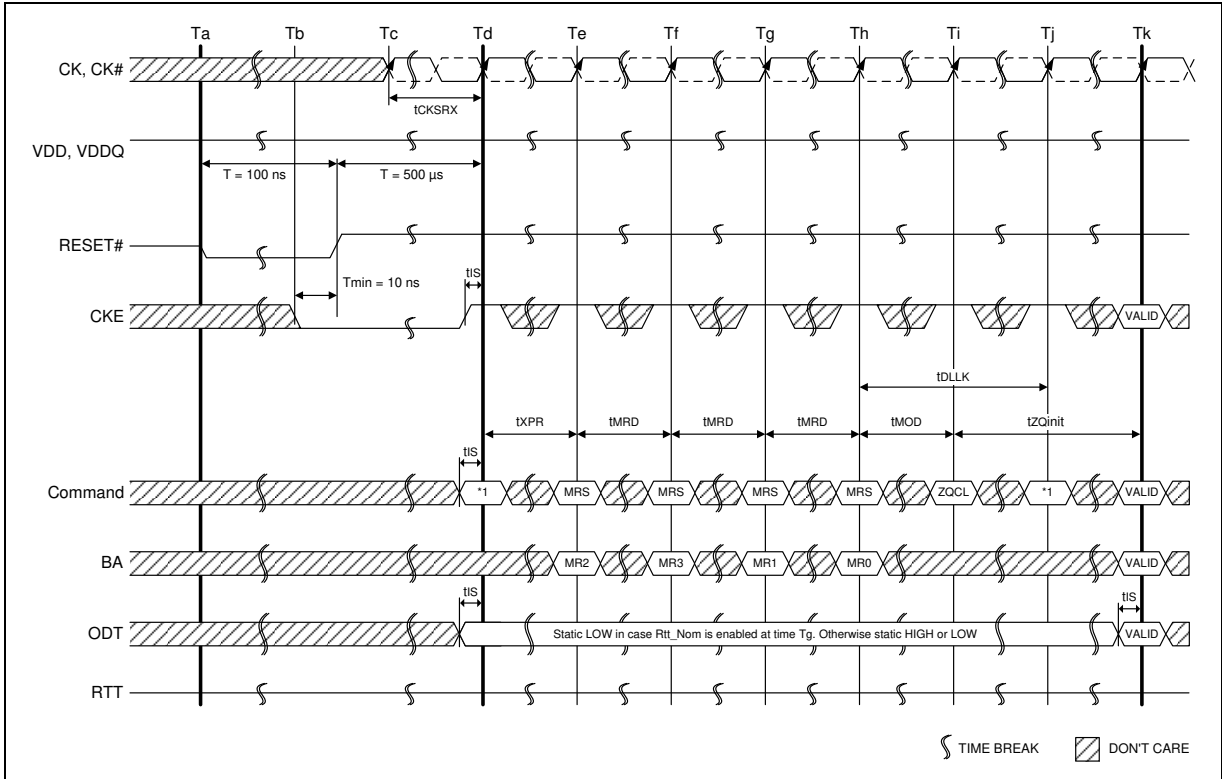 Ta Tb Tc Td Te Tf Tg Th Ti Tj Tk
CK, CK#
tCKSRX
VDD, VDDQ
T = 100 ns T = 500 µs
RESET#
Tmin = 10 ns tIS
CKE VALID
tDLLK
tXPR tMRD tMRD tMRD tMOD tZQinit
tIS
Command *1 MRS MRS MRS MRS ZQCL *1 VALID
BA MR2 MR3 MR1 MR0 VALID
tIS tIS
ODT Static LOW in case Rtt_Nom is enabled at time Tg. Otherwise static HIGH or LOW VALID
RTT
TIME BREAK DON'T CARE